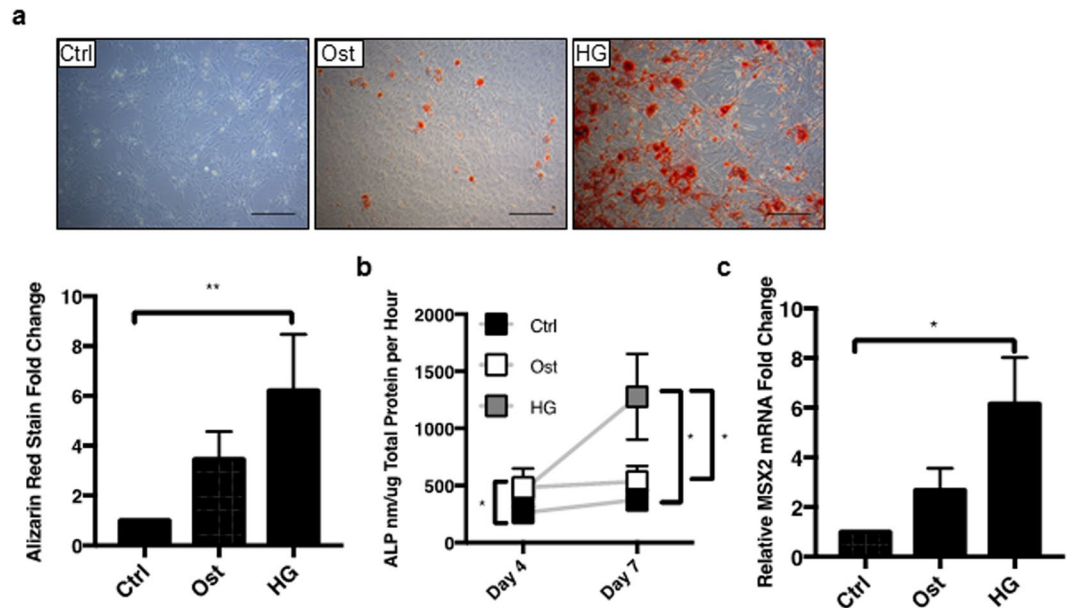 a
Ctrl
Ost
HG
Alizarin Red Stain Fold Change
10
8
6
4
2
0
**
Ctrl
Ost
HG
b
ALP nm/ug Total Protein per Hour
2000
1500
1000
500
0
Ctrl
Ost
HG
*
*
*
Day 4
Day 7
c
Relative MSX2 mRNA Fold Change
10
8
6
4
2
0
*
Ctrl
Ost
HG